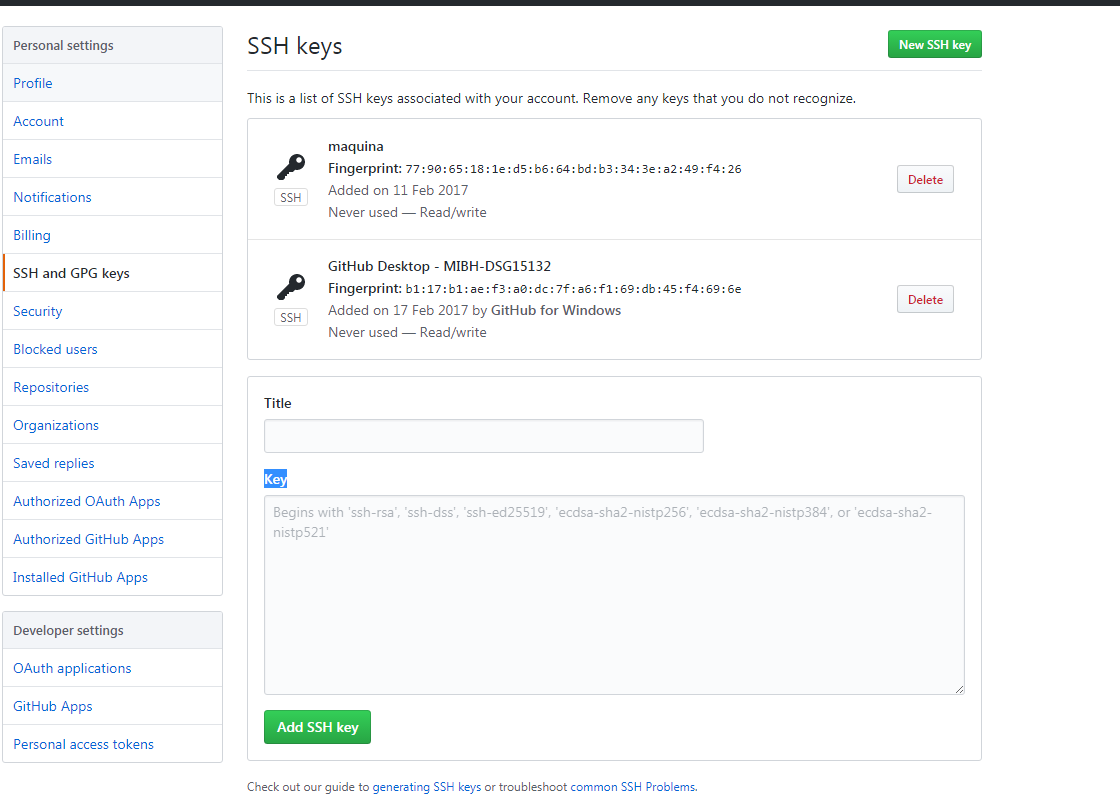 Personal settings
Profile
Account
Emails
Notifications
Billing
SSH and GPG keys
Security
Blocked users
Repositories
Organizations
Saved replies
Authorized OAuth Apps
Authorized GitHub Apps
Installed GitHub Apps
Developer settings
OAuth applications
GitHub Apps
Personal access tokens
SSH keys
New SSH key
This is a list of SSH keys associated with your account. Remove any keys that you do not recognize.
SSH
maquina
Fingerprint: 77:90:65:18:1e:d5:b6:64:bd:b3:34:3e:a2:49:f4:26
Added on 11 Feb 2017
Never used — Read/write
Delete
SSH
GitHub Desktop - MIBH-DSG15132
Fingerprint: b1:17:b1:ae:f3:a0:dc:7f:a6:f1:69:db:45:f4:69:6e
Added on 17 Feb 2017 by GitHub for Windows
Never used — Read/write
Delete
Title
Key
Begins with 'ssh-rsa', 'ssh-dss', 'ssh-ed25519', 'ecdsa-sha2-nistp256', 'ecdsa-sha2-nistp384', or 'ecdsa-sha2-
nistp521'
Add SSH key
Check out our guide to generating SSH keys or troubleshoot common SSH Problems.